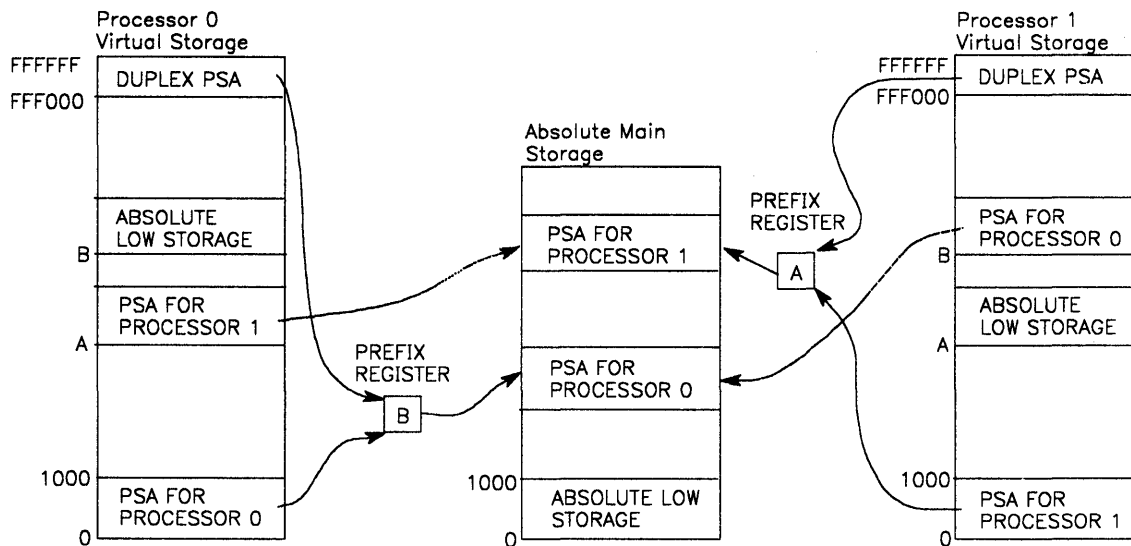 Processor 0
Virtual Storage
FFFFFF
DUPLEX PSA
FFF000
ABSOLUTE
LOW STORAGE
B
PSA FOR
PROCESSOR 1
A
1000
PSA FOR
PROCESSOR 0
0
PREFIX
REGISTER
B
Absolute Main
Storage
PSA FOR
PROCESSOR 1
PSA FOR
PROCESSOR 0
1000
ABSOLUTE LOW
STORAGE
0
PREFIX
REGISTER
A
Processor 1
Virtual Storage
FFFFFF
DUPLEX PSA
FFF000
PSA FOR
PROCESSOR 0
B
ABSOLUTE
LOW STORAGE
A
1000
PSA FOR
PROCESSOR 1
0